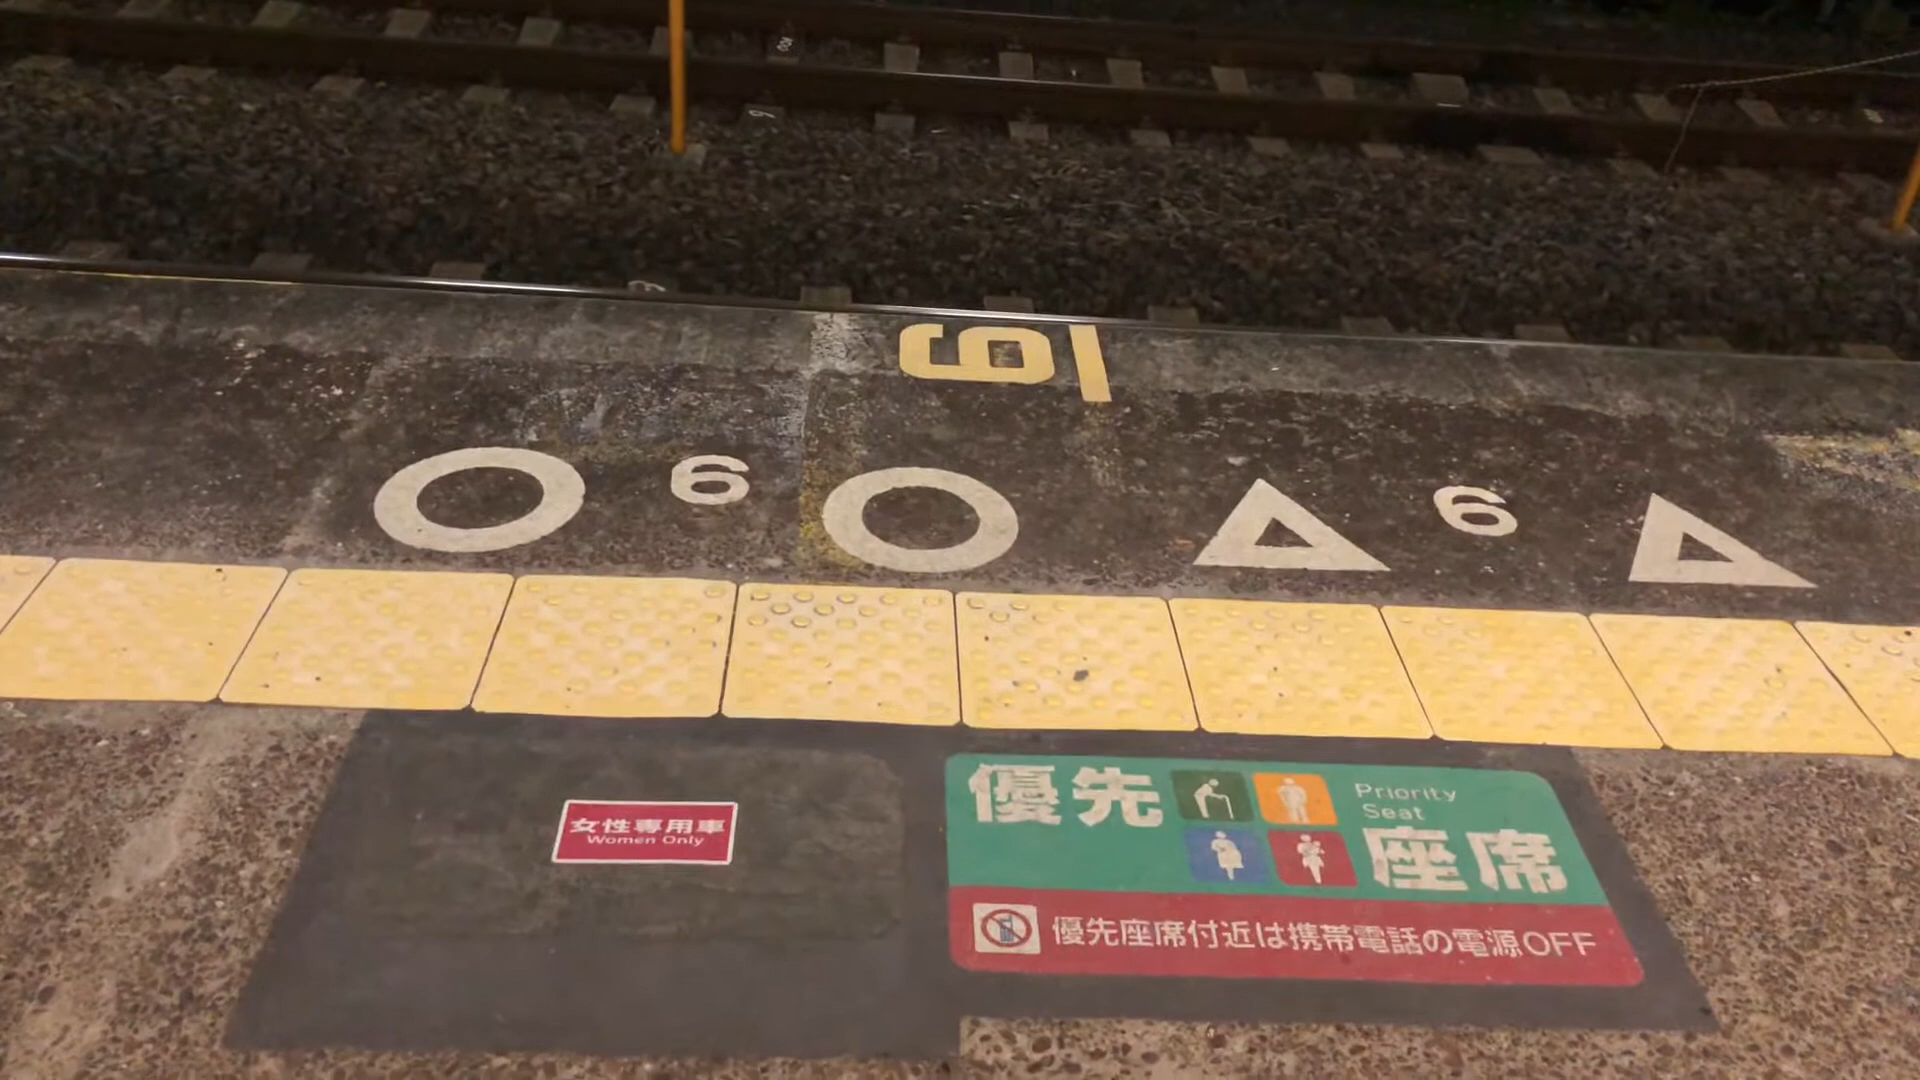 6
○ 6 ○ △ 6 △
女性専用車
Women Only
優先
Priority
Seat
座席
優先座席付近は携帯電話の電源OFF